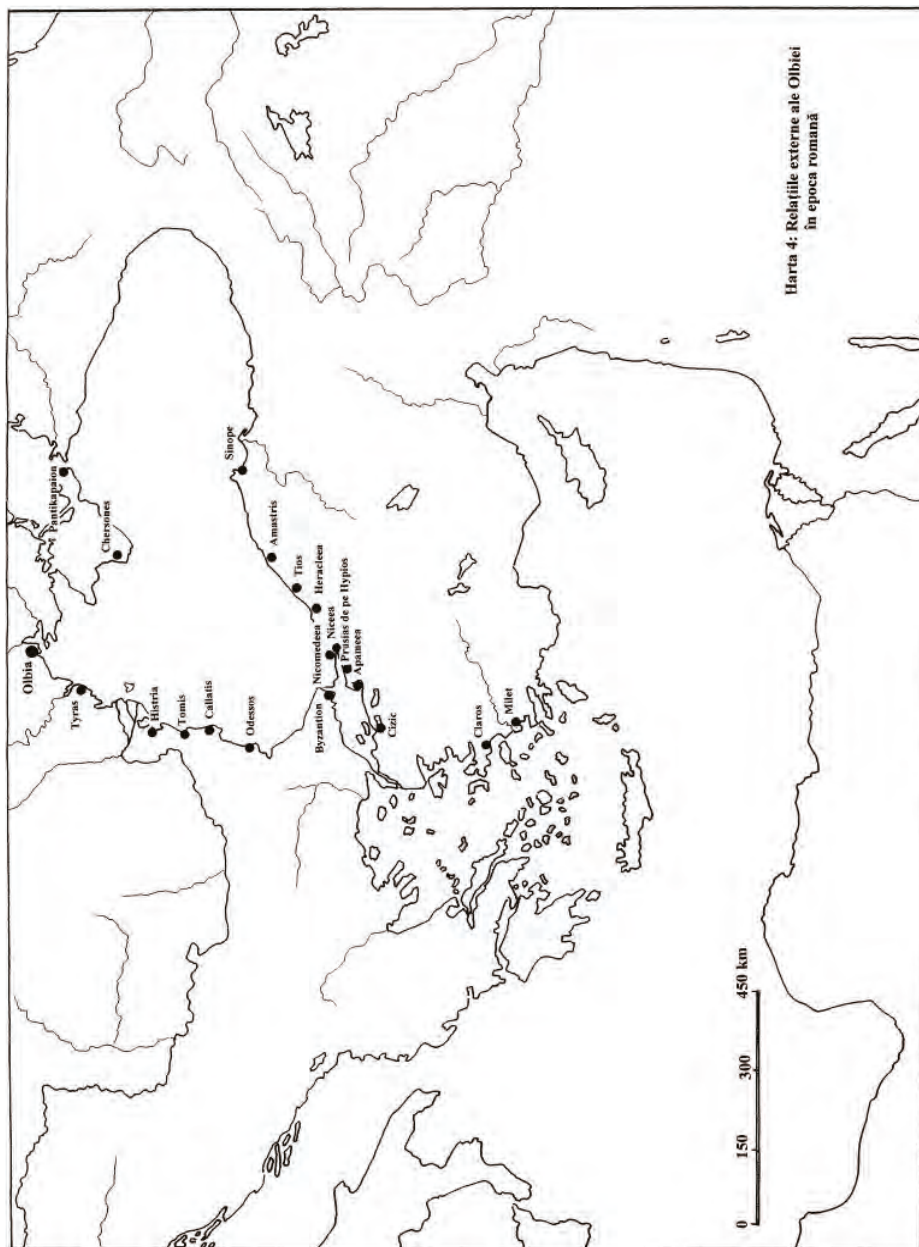 Olbia
Tyras
Pantikapaion
Chersones
Histria
Tomis
Callatis
Odessos
Sinope
Amastris
Tios
Heracleea
Nicomedeea
Niceea
Prusias de pe Hypios
Apameea
Byzantion
Cizic
Claros
Milet
0 150 300 450 km
Harta 4: Relațiile externe ale Olbiei
în epoca romană